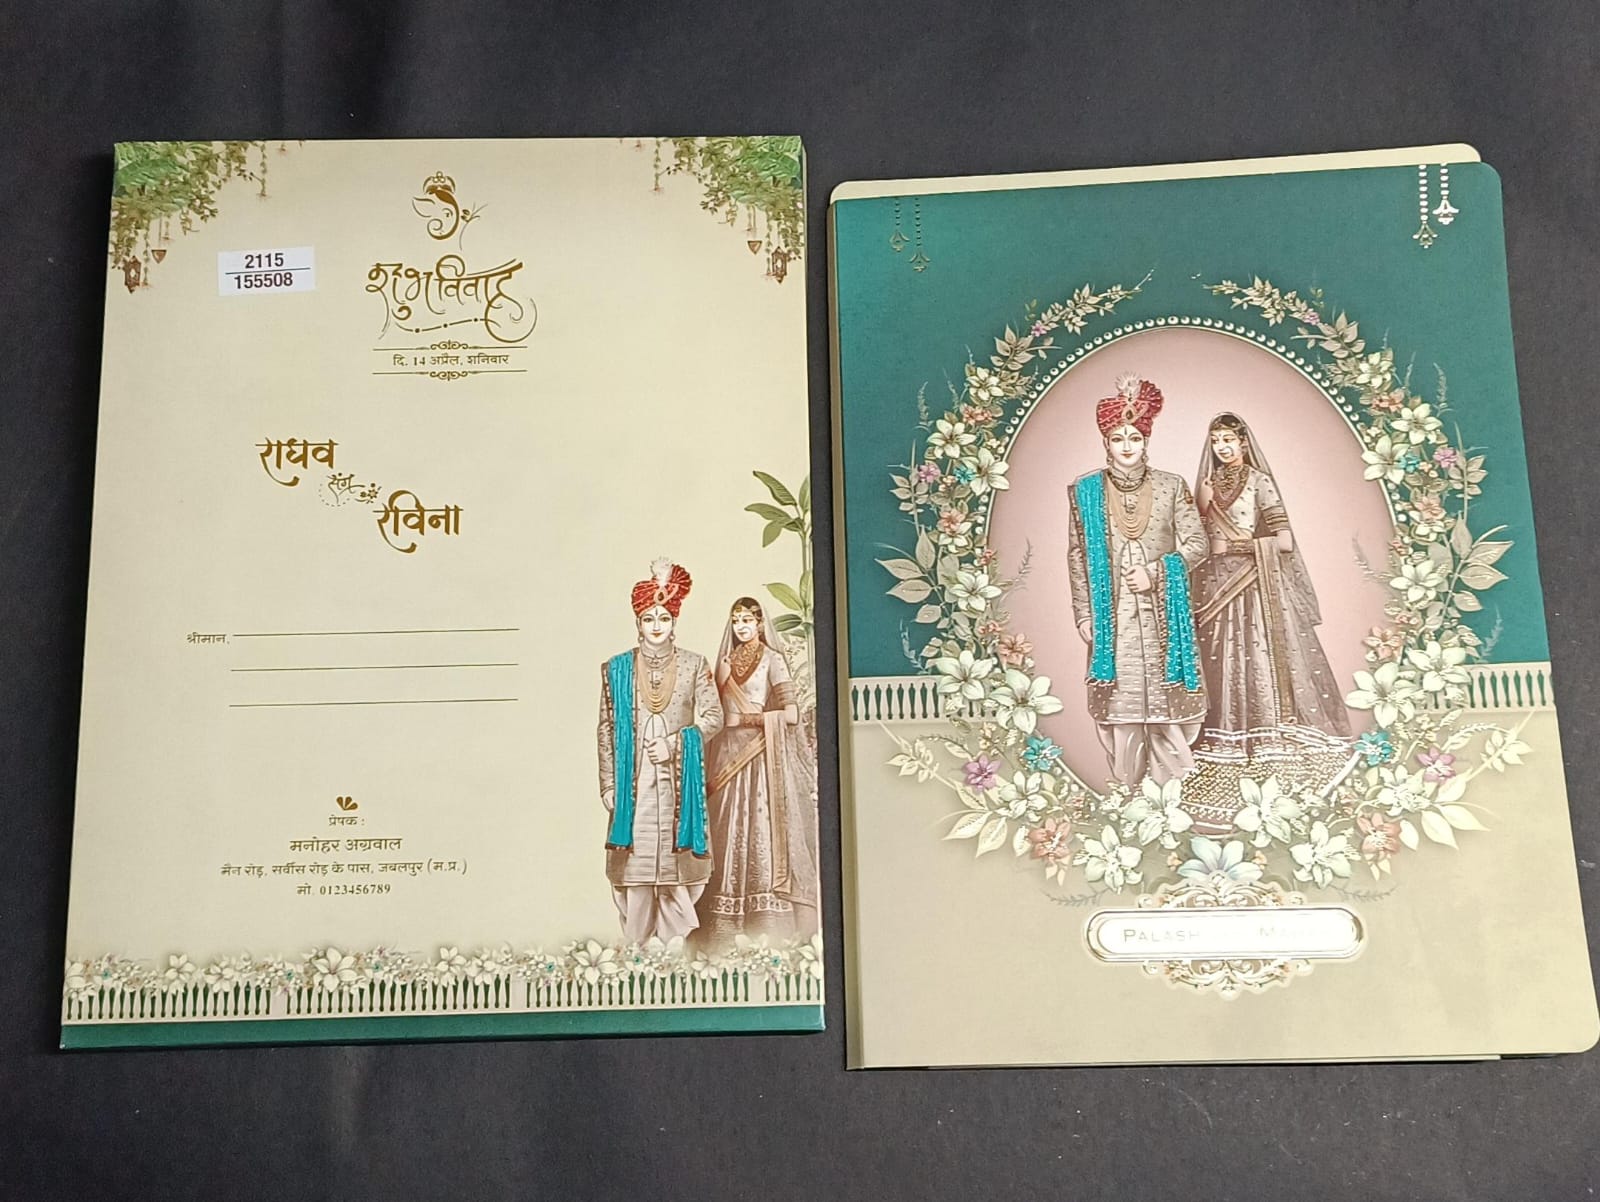 2115
155508
शुभ विवाह
दि. 14 अप्रैल, शनिवार
राघव
संग
रविना
श्रीमान,
प्रेषक :
मनोहर अग्रवाल
मैन रोड़, सर्वीस रोड़ के पास, जबलपुर (म.प्र.)
मो. 0123456789
PALASH